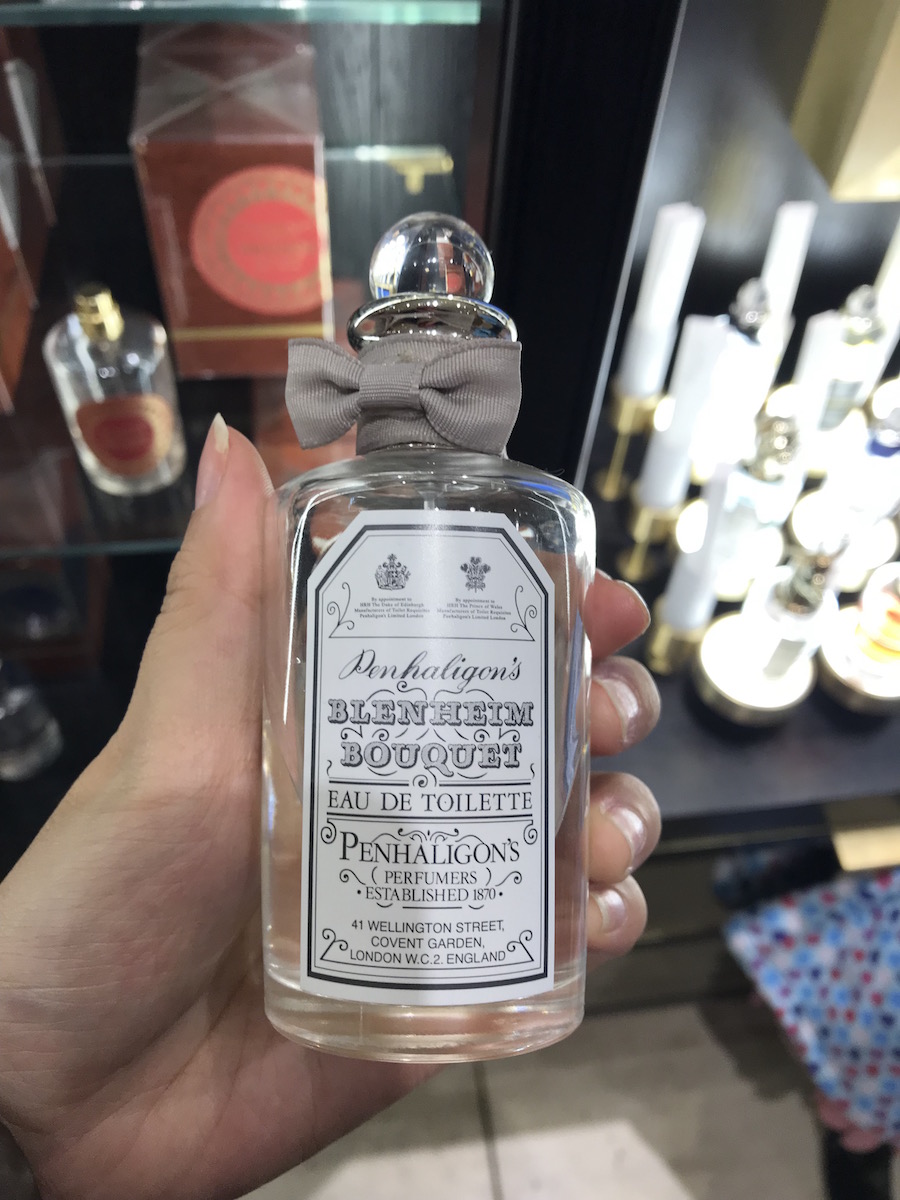 By appointment to
HRH The Duke of Edinburgh
Manufacturers of Toilet Requisites
Penhaligon's Limited London
By appointment to
HRH The Prince of Wales
Manufacturers of Toilet Requisites
Penhaligon's Limited London
Penhaligon's
BLENHEIM
BOUQUET
EAU DE TOILETTE
PENHALIGON'S
( PERFUMERS )
• ESTABLISHED 1870 •
41 WELLINGTON STREET,
COVENT GARDEN,
LONDON W.C.2. ENGLAND